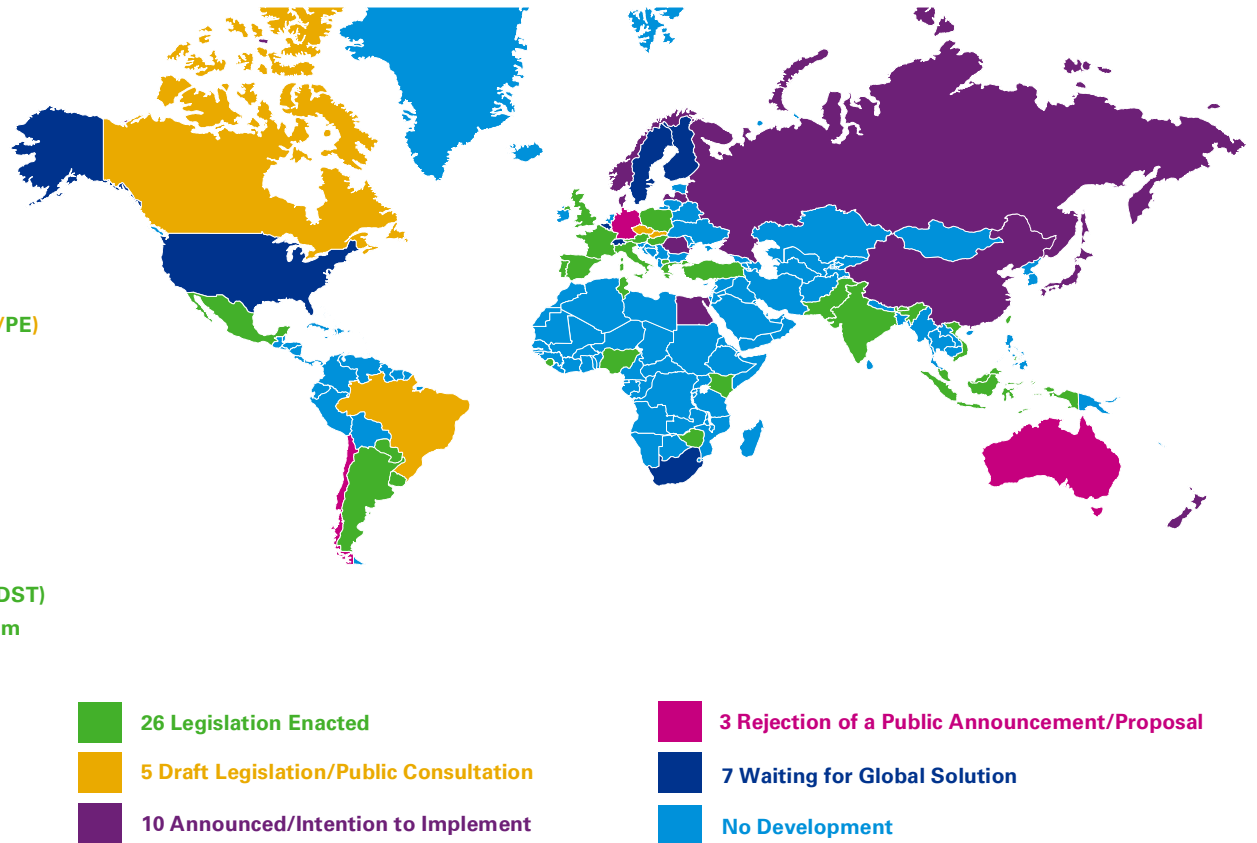 /PE)
DST)
m
26 Legislation Enacted
5 Draft Legislation/Public Consultation
10 Announced/Intention to Implement
3 Rejection of a Public Announcement/Proposal
7 Waiting for Global Solution
No Development